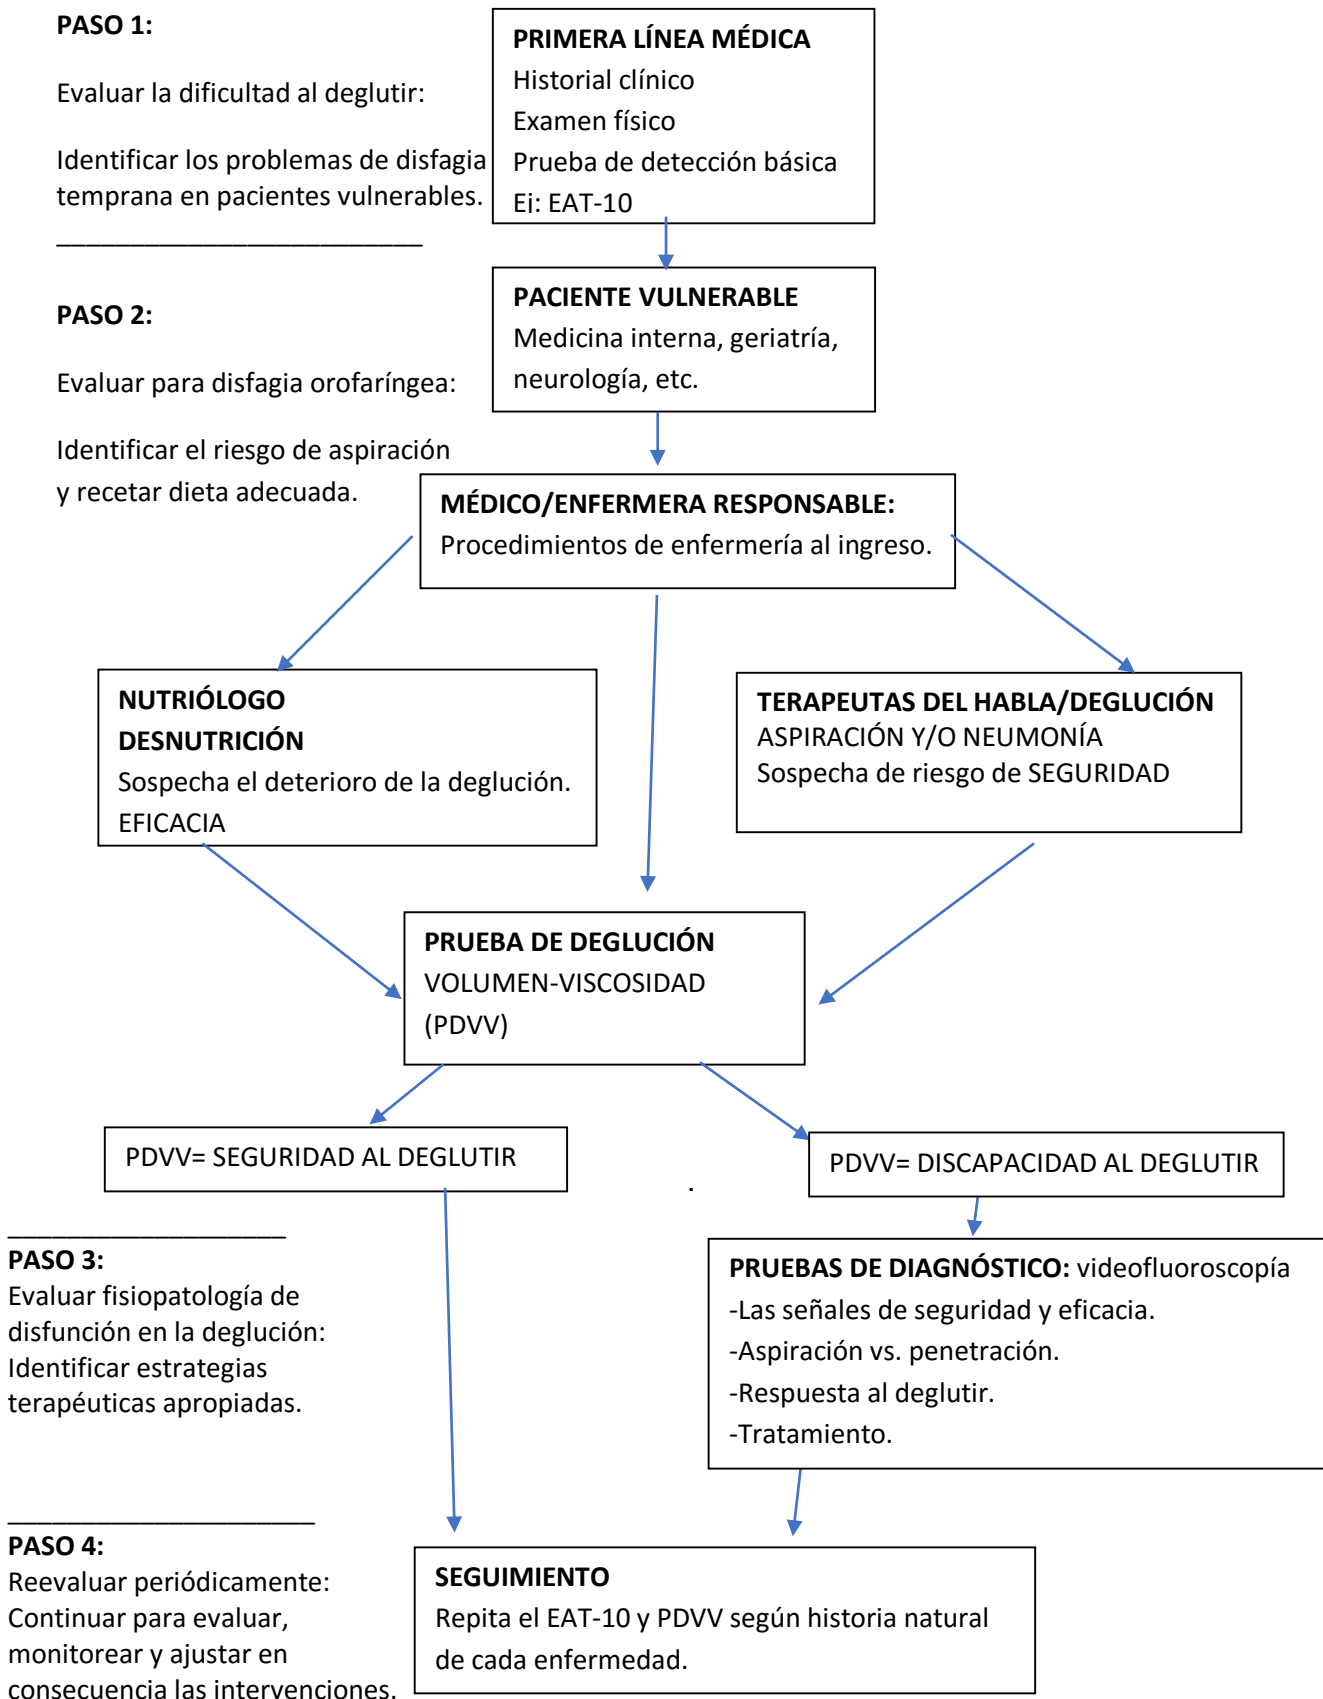 PASO 1:
Evaluar la dificultad al deglutir:
Identificar los problemas de disfagia
temprana en pacientes vulnerables.
PRIMERA LÍNEA MÉDICA
Historial clínico
Examen físico
Prueba de detección básica
Ej: EAT-10
PASO 2:
Evaluar para disfagia orofaríngea:
Identificar el riesgo de aspiración
y recetar dieta adecuada.
PACIENTE VULNERABLE
Medicina interna, geriatría,
neurología, etc.
MÉDICO/ENFERMERA RESPONSABLE:
Procedimientos de enfermería al ingreso.
NUTRIÓLOGO
DESNUTRICIÓN
Sospecha el deterioro de la deglución.
EFICACIA
TERAPEUTAS DEL HABLA/DEGLUCIÓN
ASPIRACIÓN Y/O NEUMONÍA
Sospecha de riesgo de SEGURIDAD
PRUEBA DE DEGLUCIÓN
VOLUMEN-VISCOSIDAD
(PDVV)
PDVV= SEGURIDAD AL DEGLUTIR
.
PDVV= DISCAPACIDAD AL DEGLUTIR
PASO 3:
Evaluar fisiopatología de
disfunción en la deglución:
Identificar estrategias
terapéuticas apropiadas.
PRUEBAS DE DIAGNÓSTICO: videofluoroscopía
-Las señales de seguridad y eficacia.
-Aspiración vs. penetración.
-Respuesta al deglutir.
-Tratamiento.
PASO 4:
Reevaluar periódicamente:
Continuar para evaluar,
monitorear y ajustar en
consecuencia las intervenciones.
SEGUIMIENTO
Repita el EAT-10 y PDVV según historia natural
de cada enfermedad.